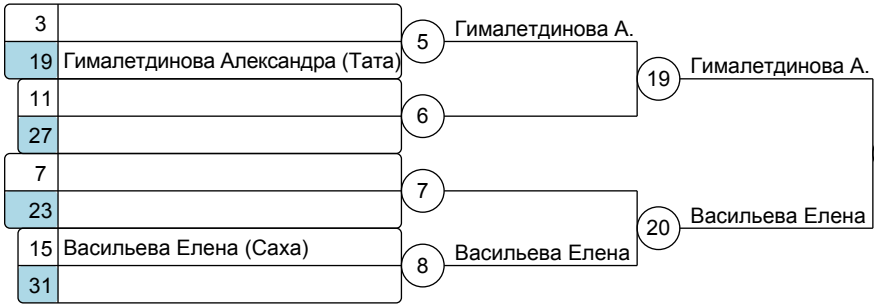 3
19 Гималетдинова Александра (Тата)
11
27
7
23
15 Васильева Елена (Саха)
31
5 Гималетдинова А.
6
7
8 Васильева Елена
19 Гималетдинова А.
20 Васильева Елена